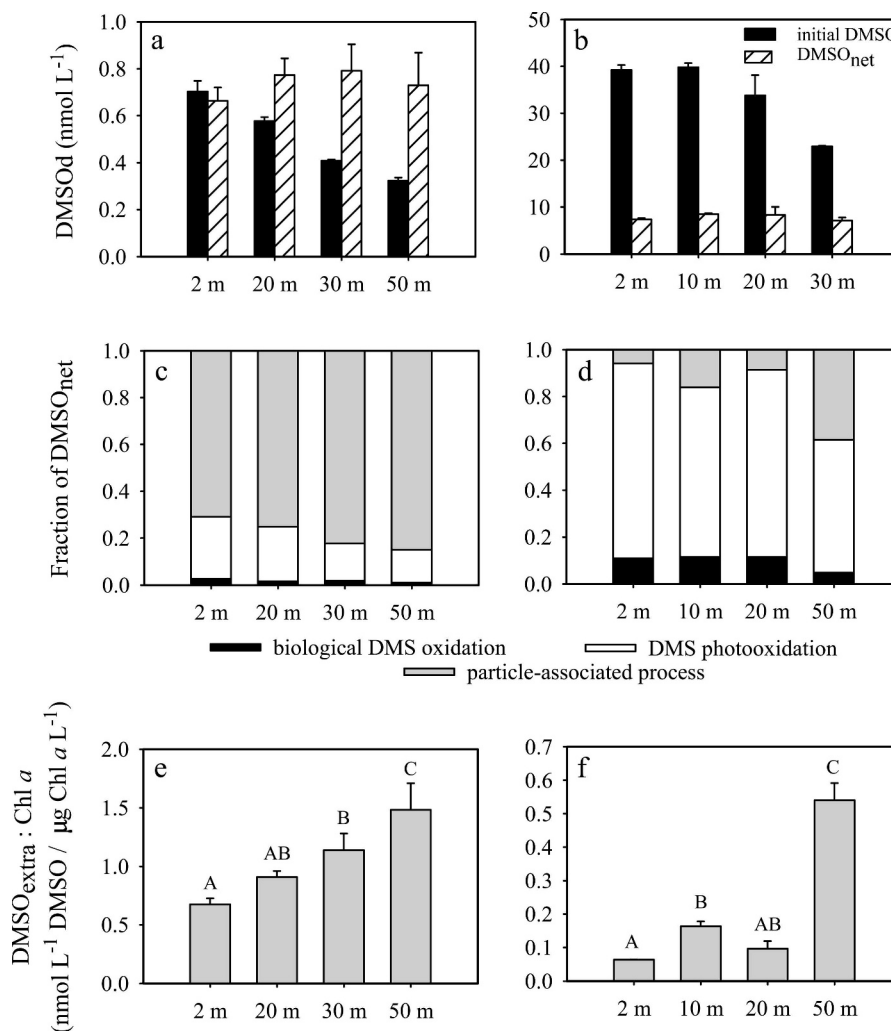 DMSOd (nmol L⁻¹)
a
0.8
0.6
0.4
0.2
0.0
2 m 20 m 30 m 50 m
b
50
40
30
20
10
0
initial DMSO
DMSOnet
2 m 10 m 20 m 30 m
Fraction of DMSOnet
c
1.0
0.8
0.6
0.4
0.2
0.0
2 m 20 m 30 m 50 m
d
1.0
0.8
0.6
0.4
0.2
0.0
2 m 10 m 20 m 50 m
biological DMS oxidation DMS photooxidation
particle-associated process
DMSOextra : Chl a
(nmol L⁻¹ DMSO / µg Chl a L⁻¹)
e
2.0
1.5
1.0
0.5
0.0
A AB B C
2 m 20 m 30 m 50 m
f
0.7
0.6
0.5
0.4
0.3
0.2
0.1
0.0
A B AB C
2 m 10 m 20 m 50 m